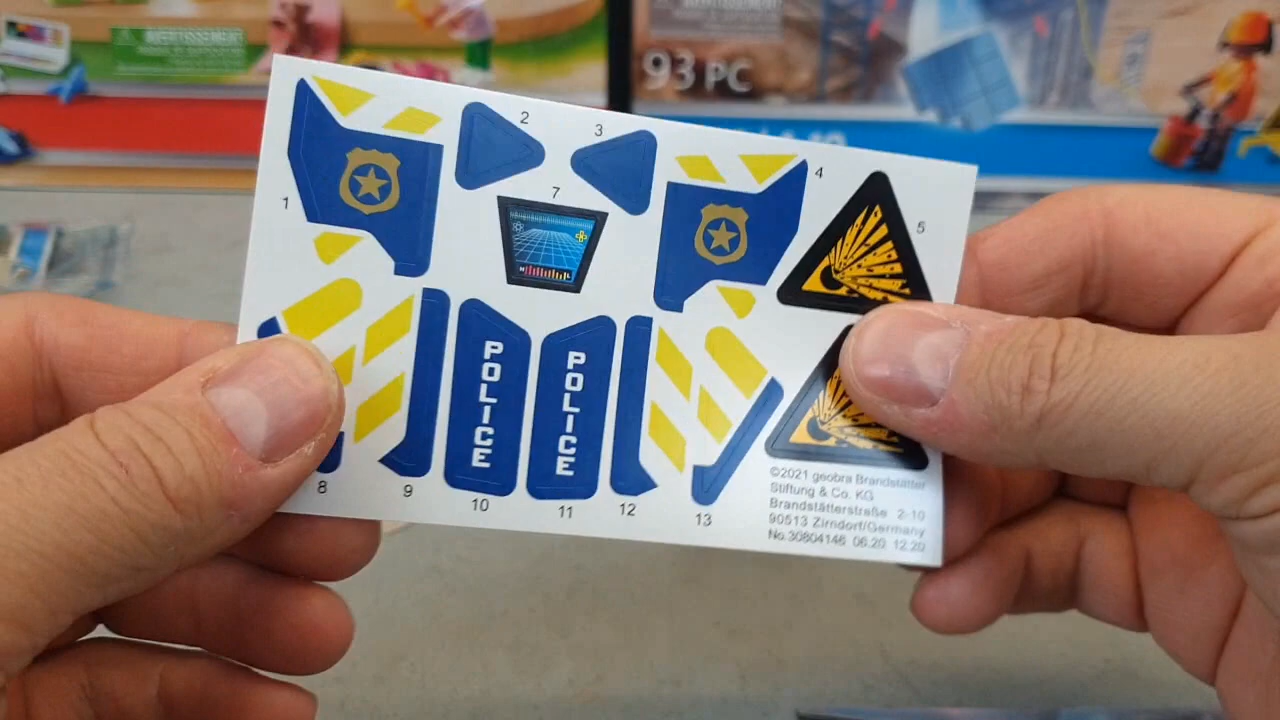 AVERTISSEMENT
93 PC
2
3
4
1
7
5
N L
POLICE
POLICE
8
9
10
11
12
13
©2021 geobra Brandstätter
Stiftung & Co. KG
Brandstätterstraße 2-10
90513 Zirndorf/Germany
No.30804146 06.20 12.20